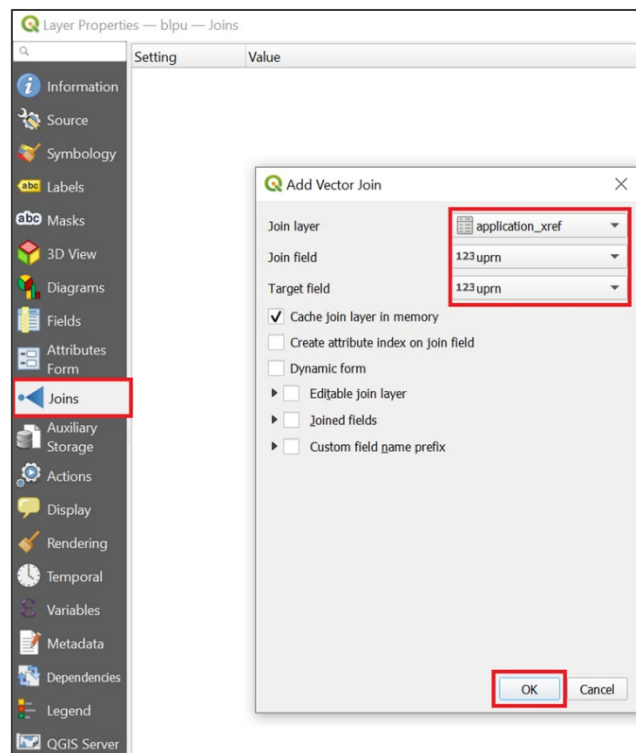 Layer Properties — blpu — Joins
Setting Value
Information
Source
Symbology
abc Labels
abc Masks
3D View
Diagrams
Fields
Attributes
Form
Joins
Auxiliary
Storage
Actions
Display
Rendering
Temporal
Variables
Metadata
Dependencies
Legend
QGIS Server
Add Vector Join
Join layer application_xref
Join field 123 uprn
Target field 123 uprn
Cache join layer in memory
Create attribute index on join field
Dynamic form
Editable join layer
Joined fields
Custom field name prefix
OK Cancel